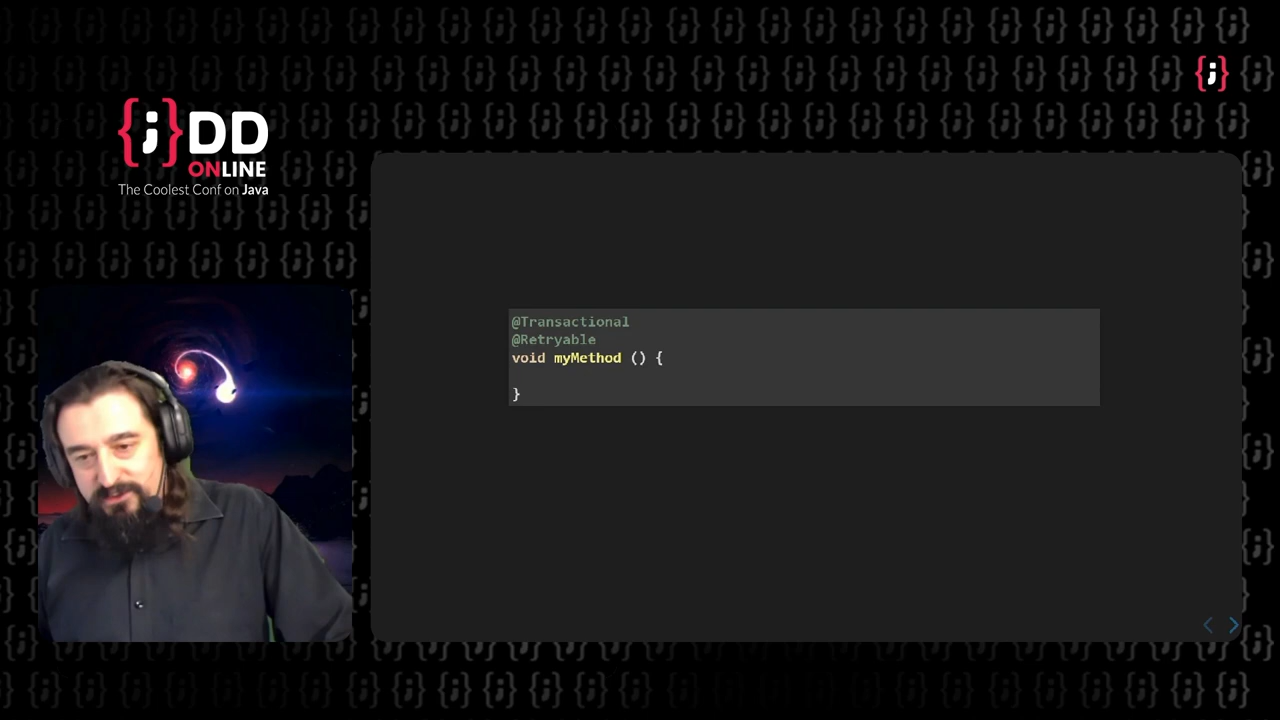 {;}DD
ONLINE
The Coolest Conf on Java
{;}
@Transactional
@Retryable
void myMethod () {
}